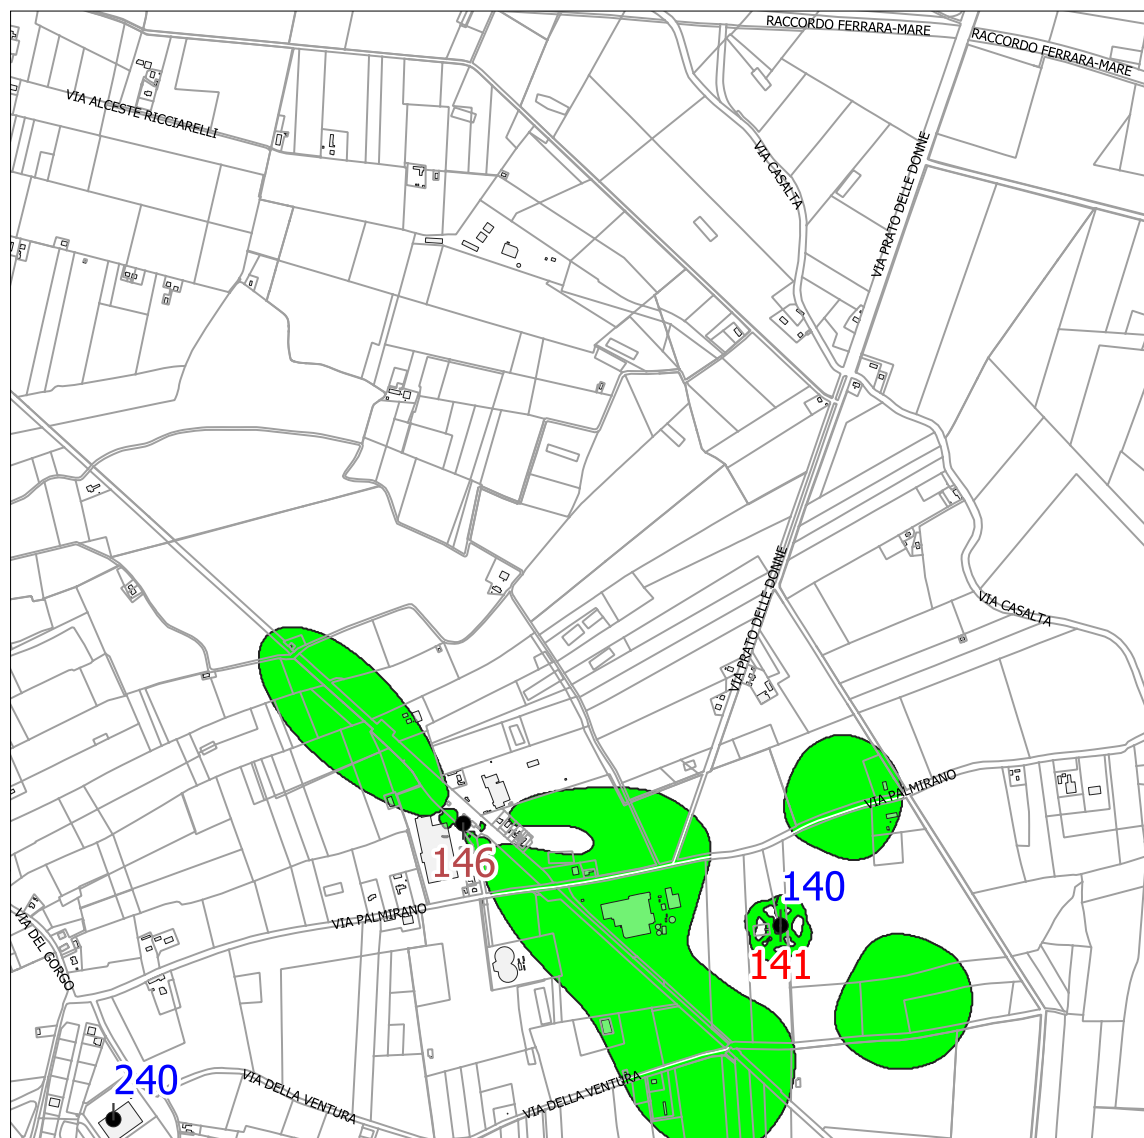 RACCORDO FERRARA-MARE
RACCORDO FERRARA-MARE
VIA ALCESTE RICCIARELLI
VIA CASALTA
VIA PRATO DELLE DONNE
VIA PRATO DELLE DONNE
VIA CASALTA
VIA PALMIRANO
146
140
VIA PALMIRANO
VIA DEL GORGO
141
240
VIA DELLA VENTURA
VIA DELLA VENTURA